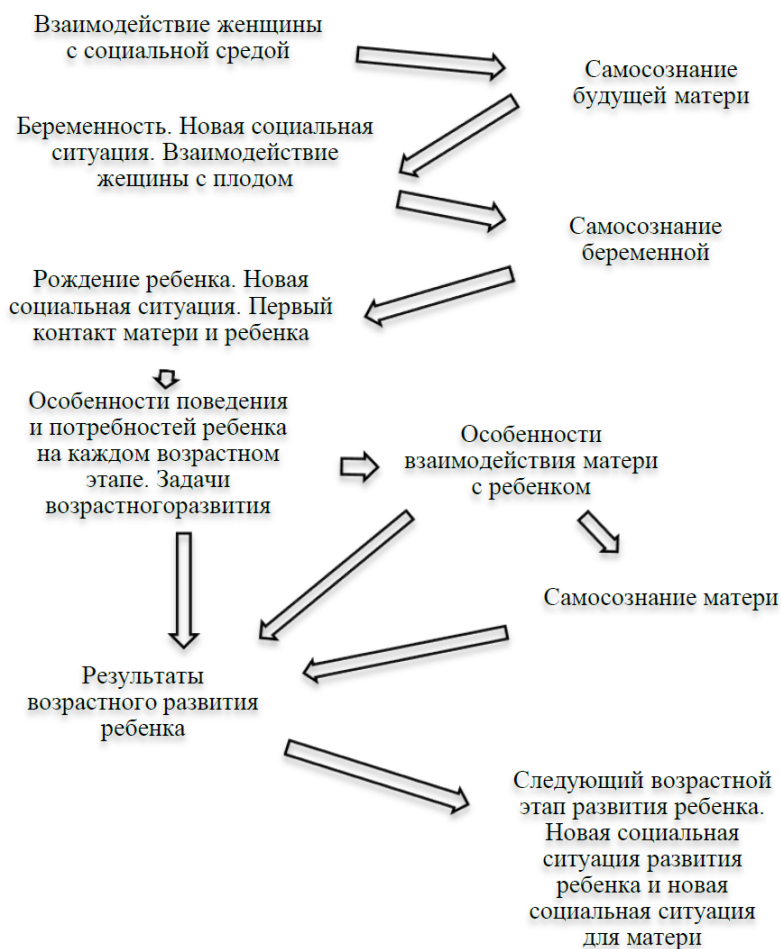 Взаимодействие женщины
с социальной средой
Самосознание
будущей матери
Беременность. Новая социальная
ситуация. Взаимодействие
жещины с плодом
Самосознание
беременной
Рождение ребенка. Новая
социальная ситуация. Первый
контакт матери и ребенка
Особенности поведения
и потребностей ребенка
на каждом возрастном
этапе. Задачи
возрастногоразвития
Особенности
взаимодействия матери
с ребенком
Самосознание матери
Результаты
возрастного развития
ребенка
Следующий возрастной
этап развития ребенка.
Новая социальная
ситуация развития
ребенка и новая
социальная ситуация
для матери